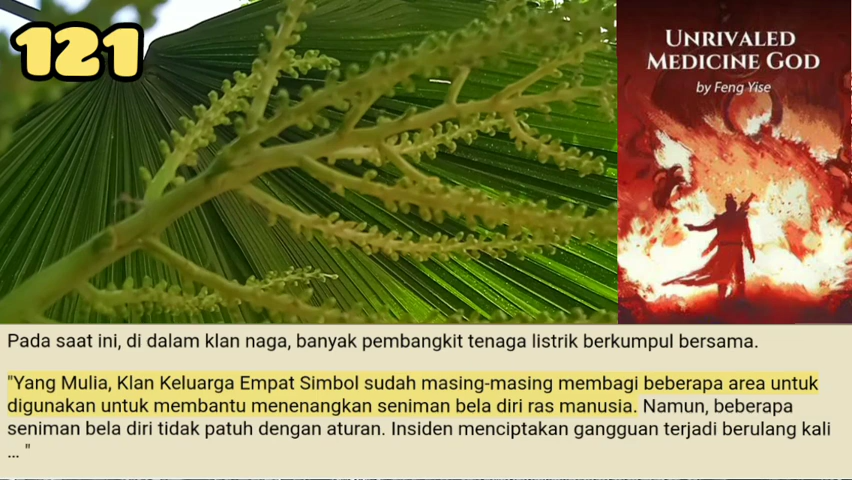 121
UNRIVALED
MEDICINE GOD
by Feng Yise
Pada saat ini, di dalam klan naga, banyak pembangkit tenaga listrik berkumpul bersama.
"Yang Mulia, Klan Keluarga Empat Simbol sudah masing-masing membagi beberapa area untuk
digunakan untuk membantu menenangkan seniman bela diri ras manusia. Namun, beberapa
seniman bela diri tidak patuh dengan aturan. Insiden menciptakan gangguan terjadi berulang kali
... "